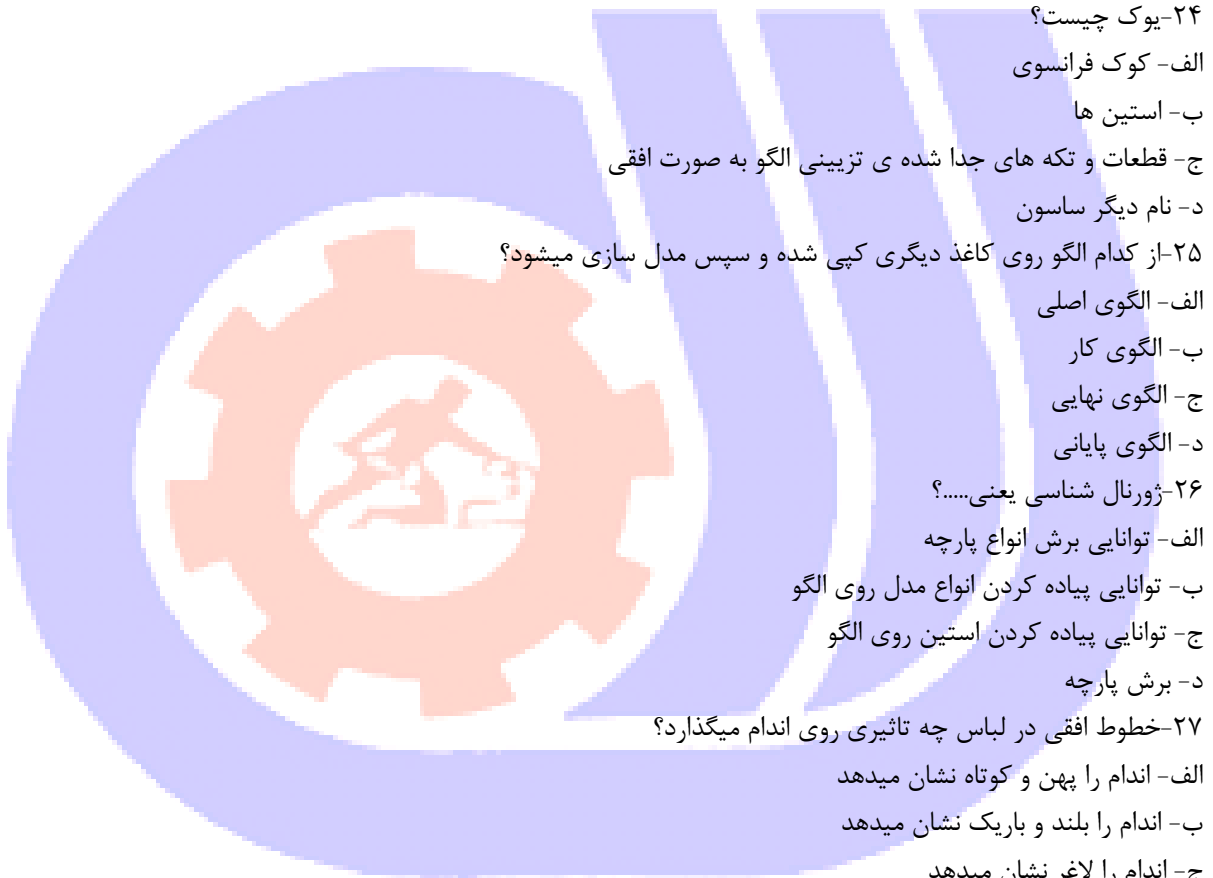 ۲۴-یوک چیست؟
الف- کوک فرانسوی
ب- استین ها
ج- قطعات و تکه های جدا شده ی تزیینی الگو به صورت افقی
د- نام دیگر ساسون
۲۵-از کدام الگو روی کاغذ دیگری کپی شده و سپس مدل سازی میشود؟
الف- الگوی اصلی
ب- الگوی کار
ج- الگوی نهایی
د- الگوی پایانی
۲۶-ژورنال شناسی یعنی.....؟
الف- توانایی برش انواع پارچه
ب- توانایی پیاده کردن انواع مدل روی الگو
ج- توانایی پیاده کردن استین روی الگو
د- برش پارچه
۲۷-خطوط افقی در لباس چه تاثیری روی اندام میگذارد؟
الف- اندام را پهن و کوتاه نشان میدهد
ب- اندام را بلند و باریک نشان میدهد
ج- اندام را لاغر نشان میدهد